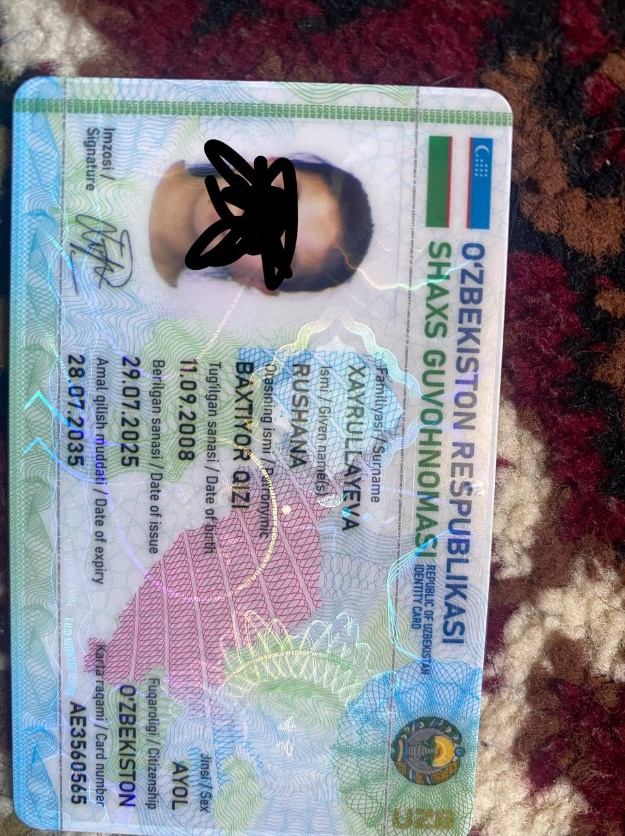 O'ZBEKISTON RESPUBLIKASI
SHAXS GUVOHNOMASI
REPUBLIC OF UZBEKISTAN
IDENTITY CARD
Familiyasi / Surname
XAYRULLAYEVA
Ismi / Given name(s)
RUSHANA
Otasining ismi / Patronymic
BAXTIYOR QIZI
Tug'ilgan sanasi / Date of birth
11.09.2008
Jinsi / Sex
AYOL
Berilgan sanasi / Date of issue
29.07.2025
Fuqaroligi / Citizenship
O'ZBEKISTON
Amal qilish muddati / Date of expiry
28.07.2035
Karta raqami / Card number
AE3560565
Imzosi /
Signature
UZB